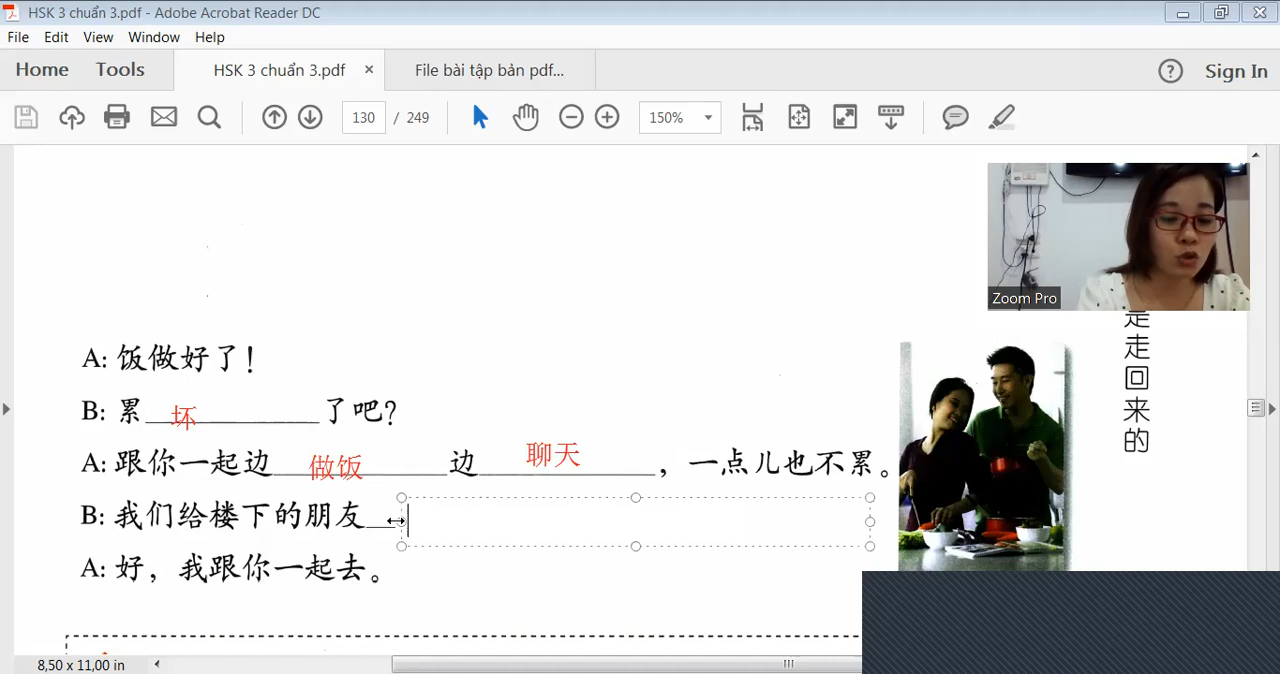 HSK 3 chuẩn 3.pdf - Adobe Acrobat Reader DC
File Edit View Window Help
Home Tools HSK 3 chuẩn 3.pdf × File bài tập bản pdf... ? Sign In
130 / 249 150%
Zoom Pro
走走回来的
A: 饭做好了！
B: 累坏了吧？
A: 跟你一起边做饭边聊天，一点儿也不累。
B: 我们给楼下的朋友
A: 好，我跟你一起去。
8,50 x 11,00 in